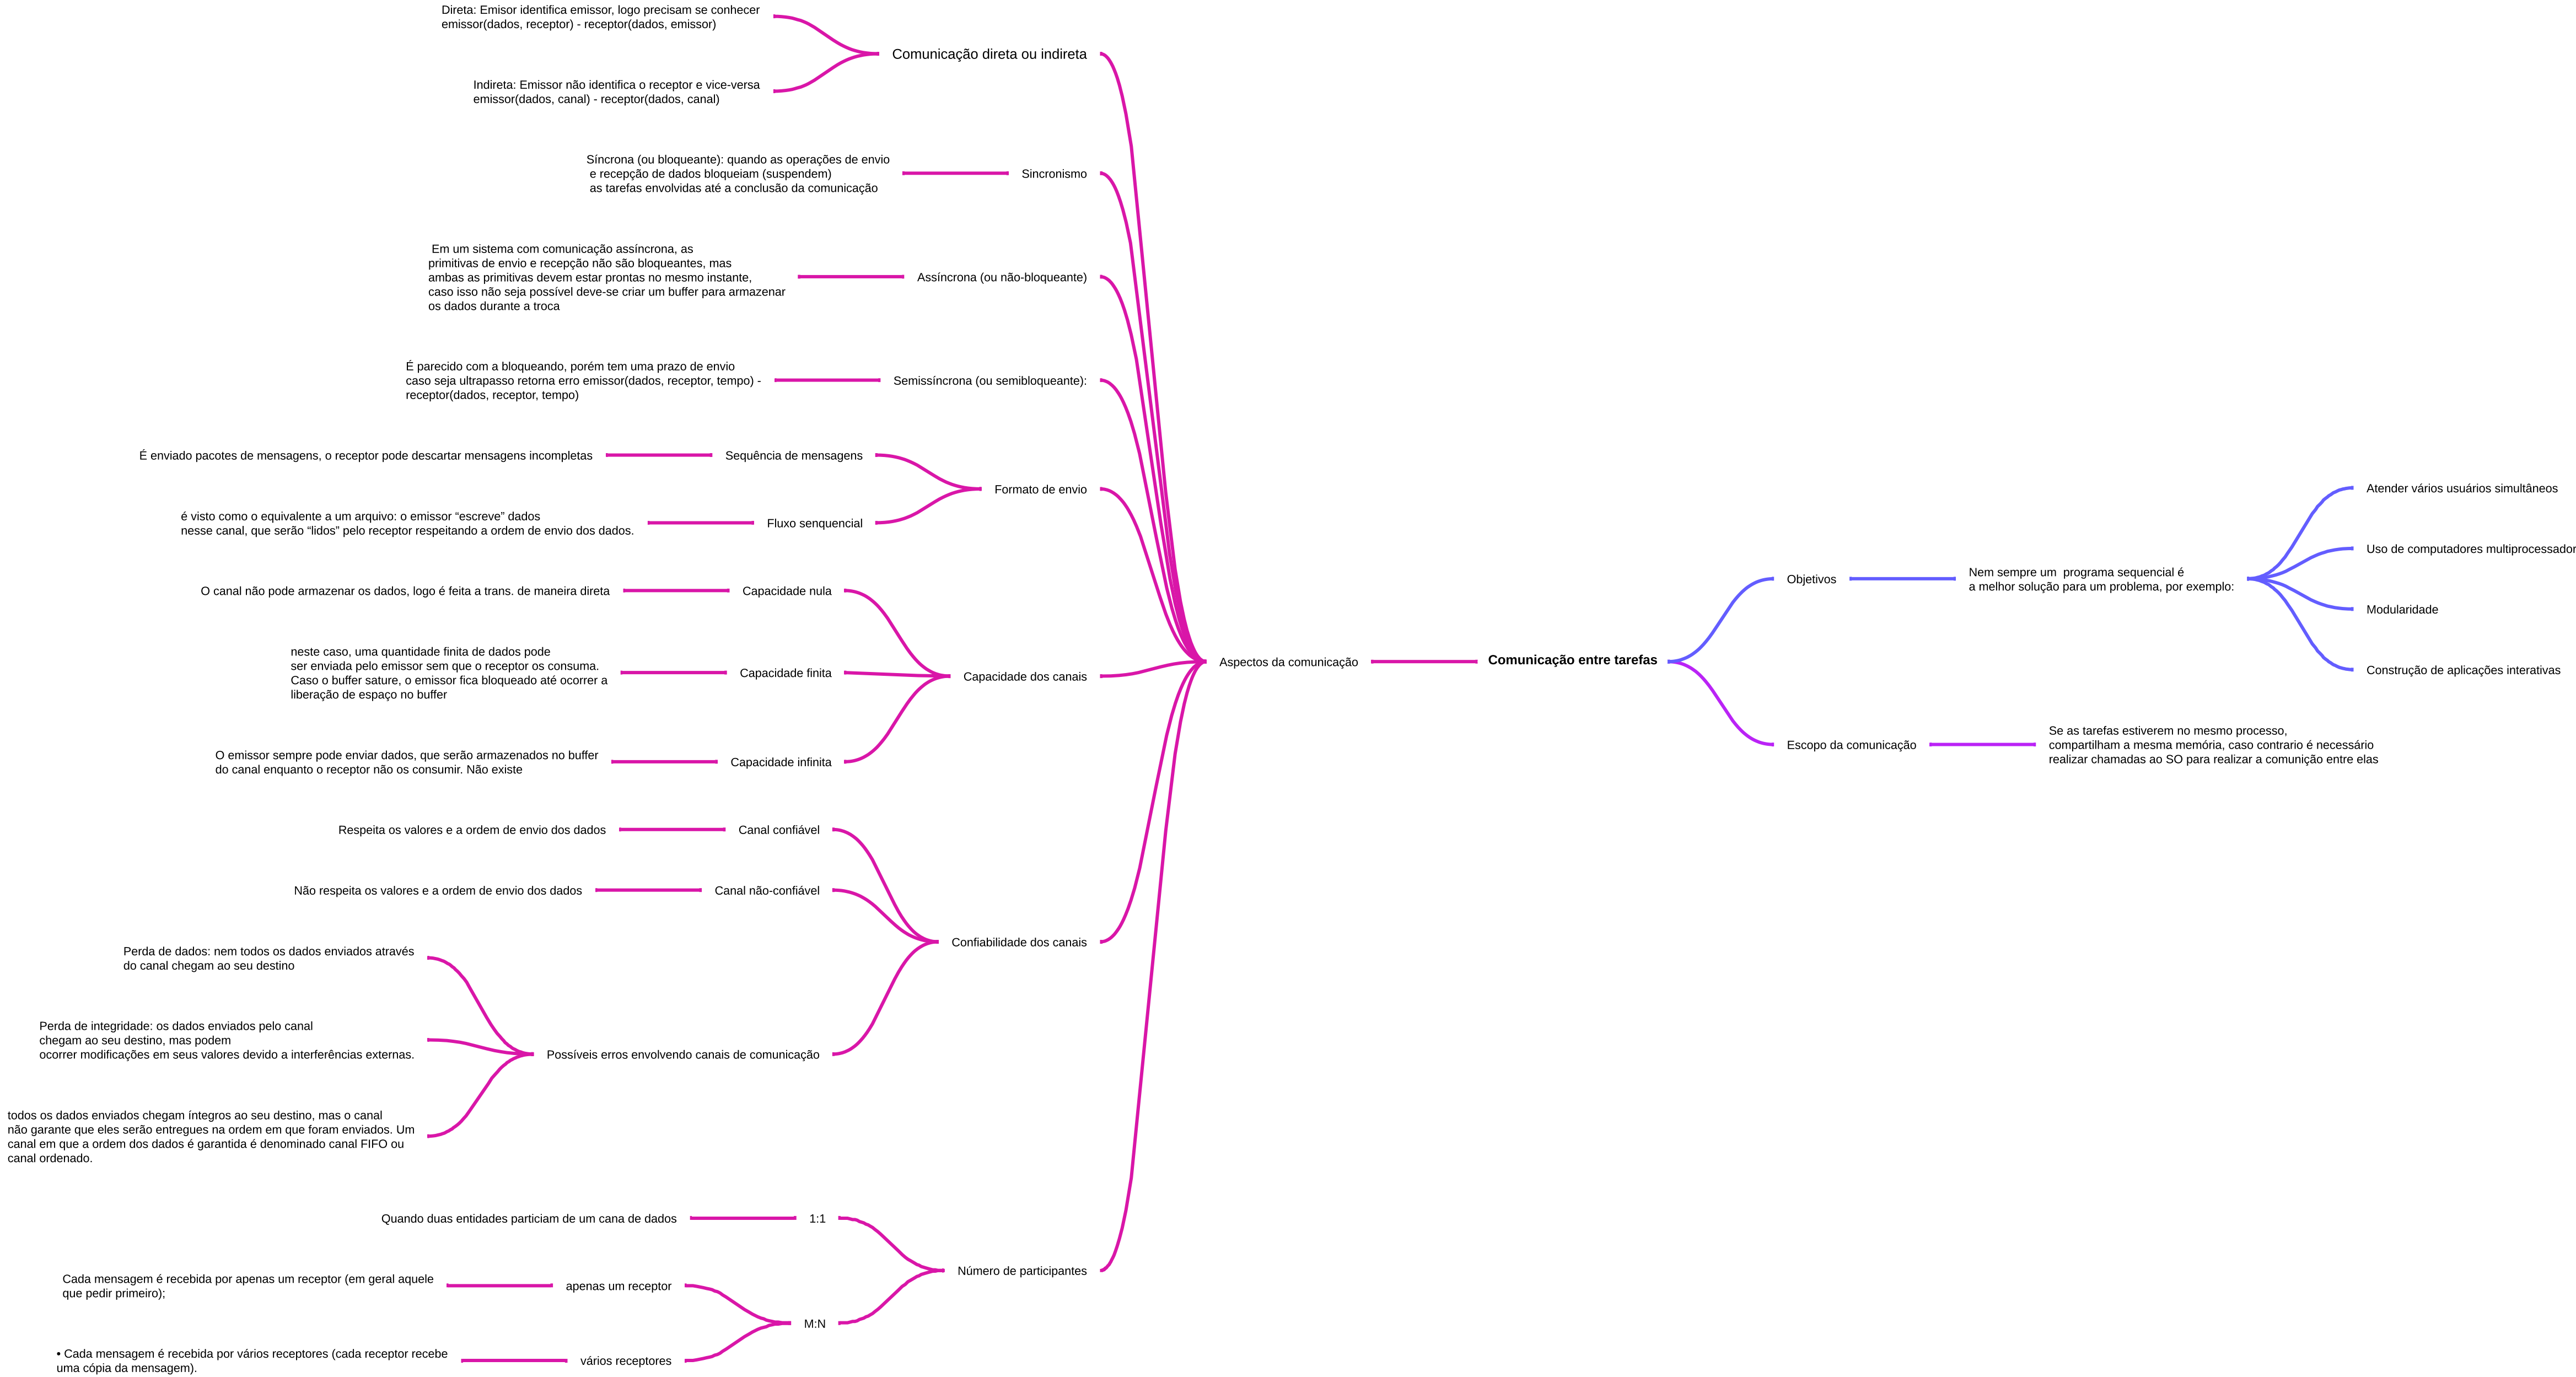 Direta: Emisor identifica emissor, logo precisam se conhecer
emissor(dados, receptor) - receptor(dados, emissor)
Comunicação direta ou indireta
Indireta: Emissor não identifica o receptor e vice-versa
emissor(dados, canal) - receptor(dados, canal)
Síncrona (ou bloqueante): quando as operações de envio
e recepção de dados bloqueiam (suspendem)
as tarefas envolvidas até a conclusão da comunicação
Sincronismo
Em um sistema com comunicação assíncrona, as
primitivas de envio e recepção não são bloqueantes, mas
ambas as primitivas devem estar prontas no mesmo instante,
caso isso não seja possível deve-se criar um buffer para armazenar
os dados durante a troca
Assíncrona (ou não-bloqueante)
É parecido com a bloqueando, porém tem uma prazo de envio
caso seja ultrapasso retorna erro emissor(dados, receptor, tempo) -
receptor(dados, receptor, tempo)
Semissíncrona (ou semibloqueante):
É enviado pacotes de mensagens, o receptor pode descartar mensagens incompletas
Sequência de mensagens
Formato de envio
é visto como o equivalente a um arquivo: o emissor “escreve” dados
nesse canal, que serão “lidos” pelo receptor respeitando a ordem de envio dos dados.
Fluxo senquencial
O canal não pode armazenar os dados, logo é feita a trans. de maneira direta
Capacidade nula
neste caso, uma quantidade finita de dados pode
ser enviada pelo emissor sem que o receptor os consuma.
Caso o buffer sature, o emissor fica bloqueado até ocorrer a
liberação de espaço no buffer
Capacidade finita
Capacidade dos canais
O emissor sempre pode enviar dados, que serão armazenados no buffer
do canal enquanto o receptor não os consumir. Não existe
Capacidade infinita
Respeita os valores e a ordem de envio dos dados
Canal confiável
Não respeita os valores e a ordem de envio dos dados
Canal não-confiável
Confiabilidade dos canais
Perda de dados: nem todos os dados enviados através
do canal chegam ao seu destino
Perda de integridade: os dados enviados pelo canal
chegam ao seu destino, mas podem
ocorrer modificações em seus valores devido a interferências externas.
Possíveis erros envolvendo canais de comunicação
todos os dados enviados chegam íntegros ao seu destino, mas o canal
não garante que eles serão entregues na ordem em que foram enviados. Um
canal em que a ordem dos dados é garantida é denominado canal FIFO ou
canal ordenado.
Quando duas entidades particiam de um cana de dados
1:1
Número de participantes
Cada mensagem é recebida por apenas um receptor (em geral aquele
que pedir primeiro);
apenas um receptor
M:N
• Cada mensagem é recebida por vários receptores (cada receptor recebe
uma cópia da mensagem).
vários receptores
Aspectos da comunicação
Comunicação entre tarefas
Objetivos
Nem sempre um  programa sequencial é
a melhor solução para um problema, por exemplo:
Atender vários usuários simultâneos
Uso de computadores multiprocessador
Modularidade
Construção de aplicações interativas
Escopo da comunicação
Se as tarefas estiverem no mesmo processo,
compartilham a mesma memória, caso contrario é necessário
realizar chamadas ao SO para realizar a comunição entre elas